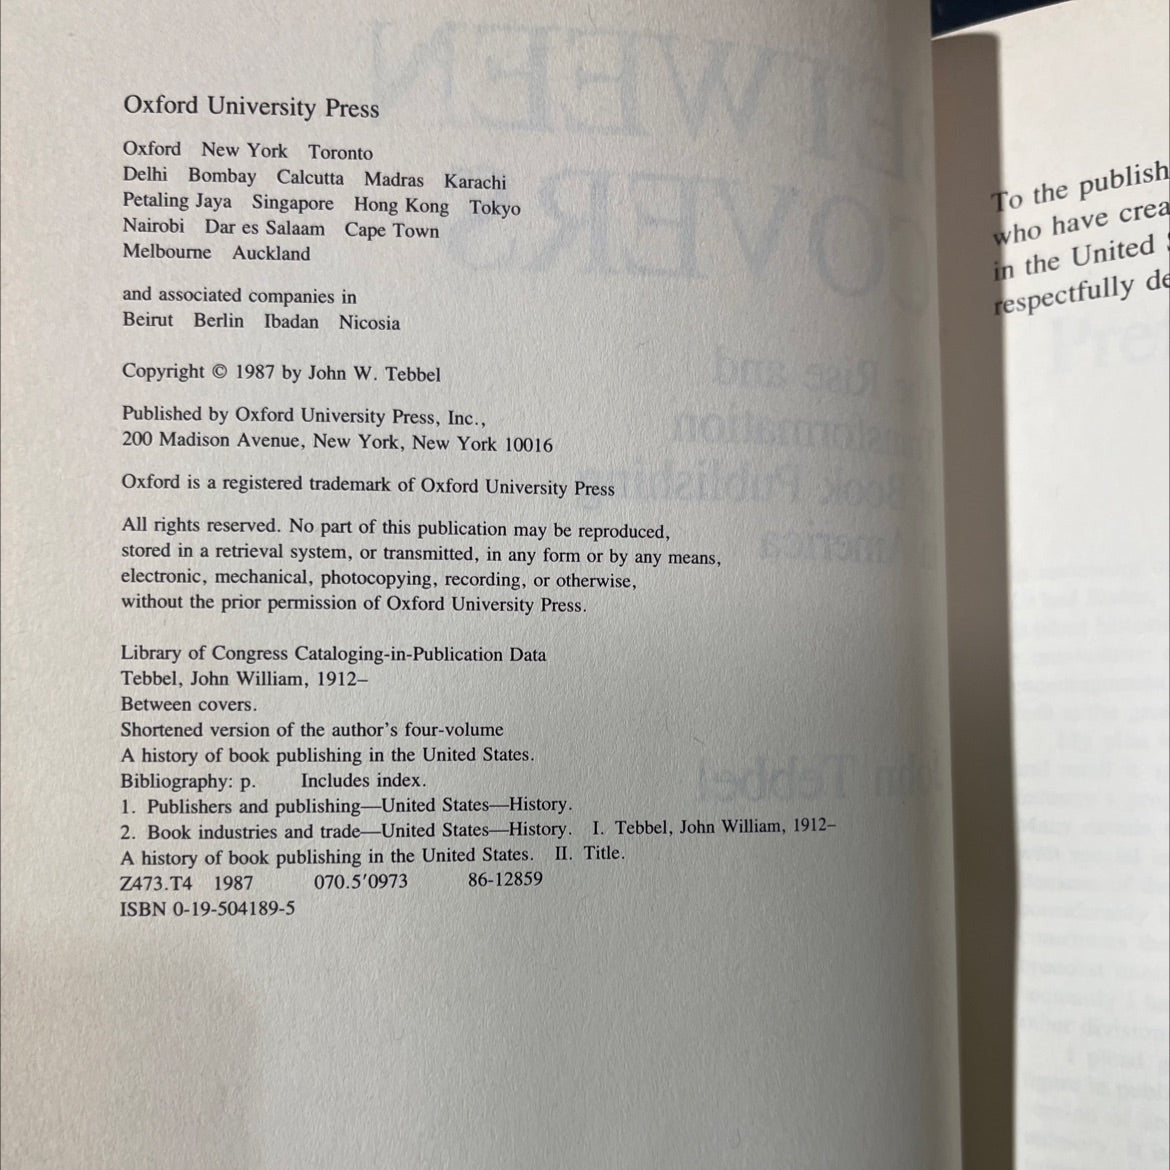 Oxford University Press
Oxford New York Toronto
Delhi Bombay Calcutta Madras Karachi
Petaling Jaya Singapore Hong Kong Tokyo
Nairobi Dar es Salaam Cape Town
Melbourne Auckland
and associated companies in
Beirut Berlin Ibadan Nicosia
Copyright © 1987 by John W. Tebbel
Published by Oxford University Press, Inc.,
200 Madison Avenue, New York, New York 10016
Oxford is a registered trademark of Oxford University Press
All rights reserved. No part of this publication may be reproduced,
stored in a retrieval system, or transmitted, in any form or by any means,
electronic, mechanical, photocopying, recording, or otherwise,
without the prior permission of Oxford University Press.
Library of Congress Cataloging-in-Publication Data
Tebbel, John William, 1912–
Between covers.
Shortened version of the author's four-volume
A history of book publishing in the United States.
Bibliography: p. Includes index.
1. Publishers and publishing—United States—History.
2. Book industries and trade—United States—History. I. Tebbel, John William, 1912–
A history of book publishing in the United States. II. Title.
Z473.T4 1987 070.5′0973 86-12859
ISBN 0-19-504189-5
To the publish
who have crea
in the United
respectfully de